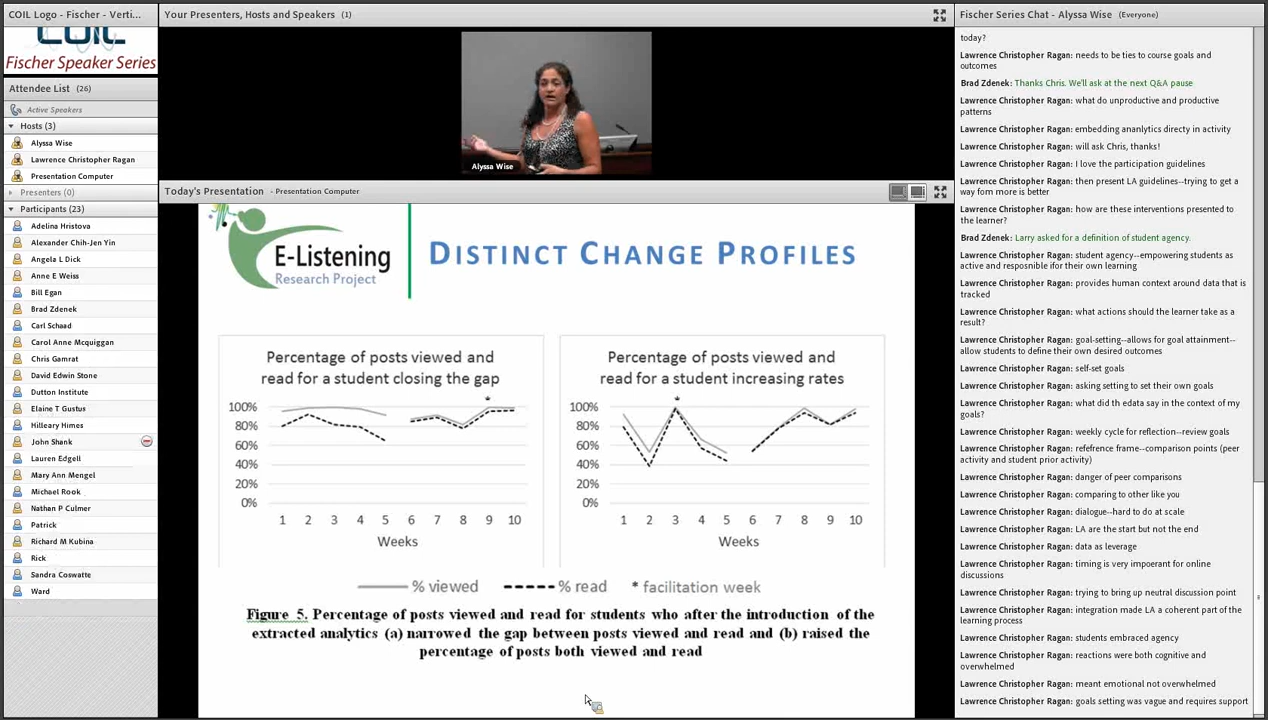 COIL Logo - Fischer - Verti...
COIL
Fischer Speaker Series
Attendee List (26)
Active Speakers
Hosts (3)
Alyssa Wise
Lawrence Christopher Ragan
Presentation Computer
Presenters (0)
Participants (23)
Adelina Hristova
Alexander Chih-Jen Yin
Angela L Dick
Anne E Weiss
Bill Egan
Brad Zdenek
Carl Schaad
Carol Anne Mcquiggan
Chris Gamrat
David Edwin Stone
Dutton Institute
Elaine T Gustus
Hilleary Himes
John Shank
Lauren Edgell
Mary Ann Mengel
Michael Rook
Nathan P Culmer
Patrick
Richard M Kubina
Rick
Sandra Coswatte
Ward
Your Presenters, Hosts and Speakers (1)
Alyssa Wise
Today's Presentation - Presentation Computer
E-Listening
Research Project
DISTINCT CHANGE PROFILES
Percentage of posts viewed and
read for a student closing the gap
*
100%
80%
60%
40%
20%
0%
1 2 3 4 5 6 7 8 9 10
Weeks
Percentage of posts viewed and
read for a student increasing rates
*
100%
80%
60%
40%
20%
0%
1 2 3 4 5 6 7 8 9 10
Weeks
% viewed % read * facilitation week
Figure 5. Percentage of posts viewed and read for students who after the introduction of the
extracted analytics (a) narrowed the gap between posts viewed and read and (b) raised the
percentage of posts both viewed and read
Fischer Series Chat - Alyssa Wise (Everyone)
today?
Lawrence Christopher Ragan: needs to be ties to course goals and
outcomes
Brad Zdenek: Thanks Chris. We'll ask at the next Q&A pause
Lawrence Christopher Ragan: what do unproductive and productive
patterns
Lawrence Christopher Ragan: embedding ananlytics directy in activity
Lawrence Christopher Ragan: will ask Chris, thanks!
Lawrence Christopher Ragan: I love the participation guidelines
Lawrence Christopher Ragan: then present LA guidelines--trying to get a
way fom more is better
Lawrence Christopher Ragan: how are these interventions presented to
the learner?
Brad Zdenek: Larry asked for a definition of student agency.
Lawrence Christopher Ragan: student agency--empowering students as
active and resposnible ifor their own learning
Lawrence Christopher Ragan: provides human context around data that is
tracked
Lawrence Christopher Ragan: what actions should the learner take as a
result?
Lawrence Christopher Ragan: goal-setting--allows for goal attainment--
allow students to define their own desired outcomes
Lawrence Christopher Ragan: self-set goals
Lawrence Christopher Ragan: asking setting to set their own goals
Lawrence Christopher Ragan: what did th edata say in the context of my
goals?
Lawrence Christopher Ragan: weekly cycle for reflection--review goals
Lawrence Christopher Ragan: refefrence frame--comparison points (peer
activity and student prior activity)
Lawrence Christopher Ragan: danger of peer comparisons
Lawrence Christopher Ragan: comparing to other like you
Lawrence Christopher Ragan: dialogue--hard to do at scale
Lawrence Christopher Ragan: LA are the start but not the end
Lawrence Christopher Ragan: data as leverage
Lawrence Christopher Ragan: timing is very impoerant for online
discussions
Lawrence Christopher Ragan: trying to bring up neutral discussion point
Lawrence Christopher Ragan: integration made LA a coherent part of the
learning process
Lawrence Christopher Ragan: students embraced agency
Lawrence Christopher Ragan: reactions were both cognitive and
overwhelmed
Lawrence Christopher Ragan: meant emotional not overwhelmed
Lawrence Christopher Ragan: goals setting was vague and requires support